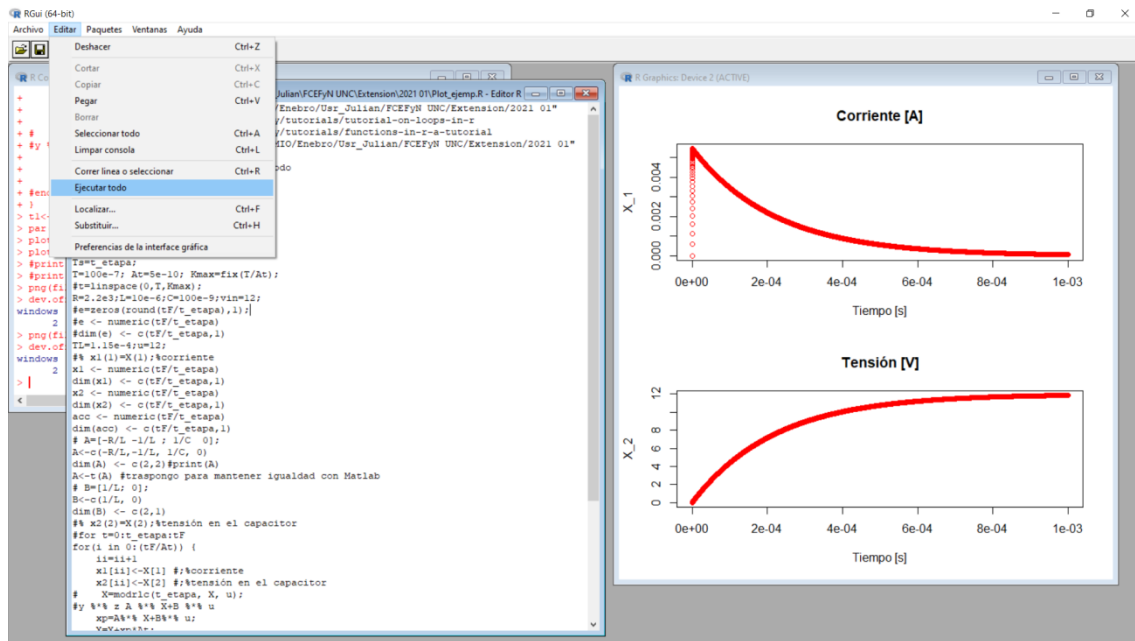 RGui (64-bit)
Archivo Editar Paquetes Ventanas Ayuda
Deshacer Ctrl+Z
Cortar Ctrl+X
Copiar Ctrl+C
Pegar Ctrl+V
Borrar
Seleccionar todo Ctrl+A
Limpar consola Ctrl+L
Correr linea o seleccionar Ctrl+R
Ejecutar todo
Localizar... Ctrl+F
Substituir... Ctrl+H
Preferencias de la interface gráfica
R Co
+
+
+ #
+ #y
+
+
+
+ #end
+ }
> t1<-
> par
> plot
> plot
> #print
> #print
> png(fi
> dev.of
windows
2
> png(fi
> dev.of
windows
2
>
Julian\FCEFyN UNC\Extension\2021 01\Plot_ejemp.R - Editor R
/Enebro/Usr_Julian/FCEFyN UNC/Extension/2021 01"
y/tutorials/tutorial-on-loops-in-r
y/tutorials/functions-in-r-a-tutorial
MIO/Enebro/Usr_Julian/FCEFyN UNC/Extension/2021 01"
odo
Ts=t_etapa;
T=100e-7; At=5e-10; Kmax=fix(T/At);
#t=linspace(0,T,Kmax);
R=2.2e3;L=10e-6;C=100e-9;vin=12;
#e=zeros(round(tF/t_etapa),1);
#e <- numeric(tF/t_etapa)
#dim(e) <- c(tF/t_etapa,1)
TL=1.15e-4;u=12;
#% x1(1)=X(1);%corriente
x1 <- numeric(tF/t_etapa)
dim(x1) <- c(tF/t_etapa,1)
x2 <- numeric(tF/t_etapa)
dim(x2) <- c(tF/t_etapa,1)
acc <- numeric(tF/t_etapa)
dim(acc) <- c(tF/t_etapa,1)
# A=[-R/L -1/L ; 1/C  0];
A<-c(-R/L,-1/L, 1/C, 0)
dim(A) <- c(2,2)#print(A)
A<-t(A) #traspongo para mantener igualdad con Matlab
# B=[1/L; 0];
B<-c(1/L, 0)
dim(B) <- c(2,1)
#% x2(2)=X(2);%tensión en el capacitor
#for t=0:t_etapa:tF
for(i in 0:(tF/At)) {
ii=ii+1
x1[ii]<-X[1] #;%corriente
x2[ii]<-X[2] #;%tensión en el capacitor
# X=modrlc(t_etapa, X, u);
#y %*% z A %*% X+B %*% u
xp=A%*% X+B%*% u;
X=X+xp*At;
R Graphics: Device 2 (ACTIVE)
Corriente [A]
X_1
0.004
0.002
0.000
0e+00 2e-04 4e-04 6e-04 8e-04 1e-03
Tiempo [s]
Tensión [V]
X_2
12
8
6
4
2
0
0e+00 2e-04 4e-04 6e-04 8e-04 1e-03
Tiempo [s]